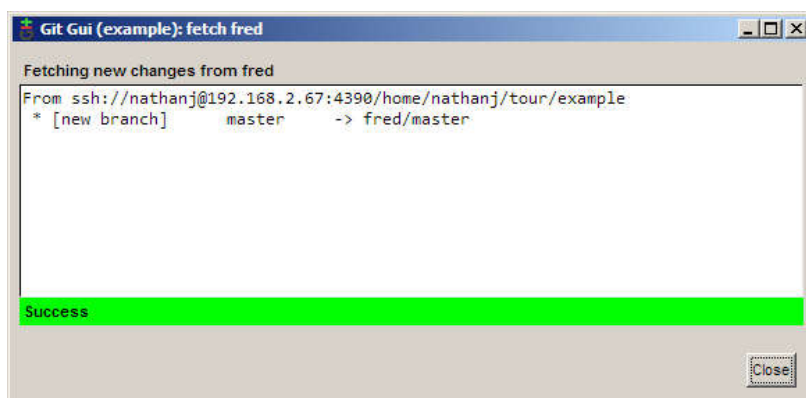 Git Gui (example): fetch fred
Fetching new changes from fred
From ssh://nathanj@192.168.2.67:4390/home/nathanj/tour/example
 * [new branch]      master     -> fred/master
Success
Close